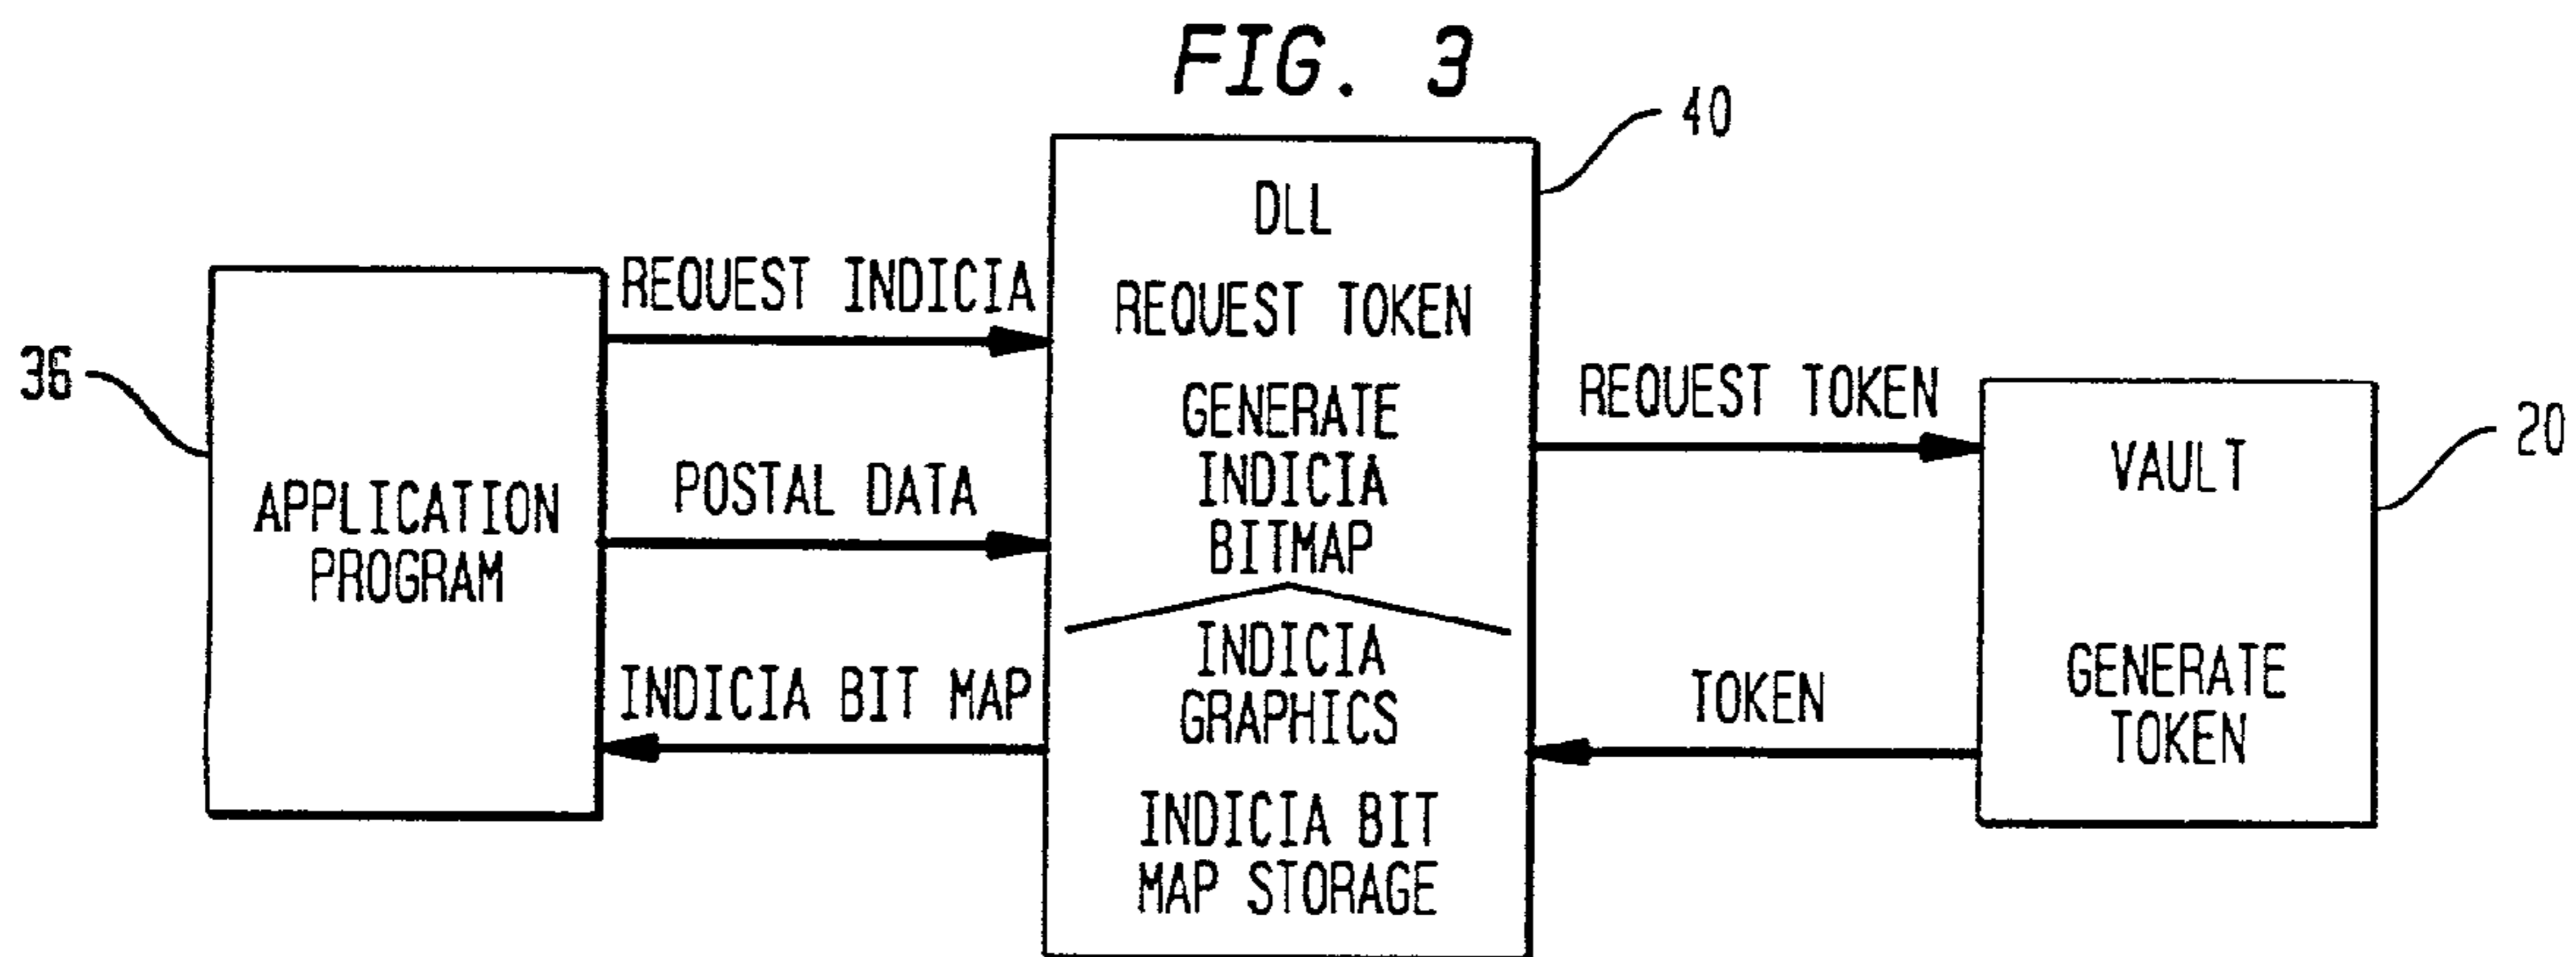 FIG. 3
40
DLL
REQUEST INDICIA
REQUEST TOKEN
36
REQUEST TOKEN
GENERATE
INDICIA
BITMAP
20
VAULT
POSTAL DATA
APPLICATION
PROGRAM
INDICIA
GRAPHICS
INDICIA BIT MAP
TOKEN
GENERATE
TOKEN
INDICIA BIT
MAP STORAGE